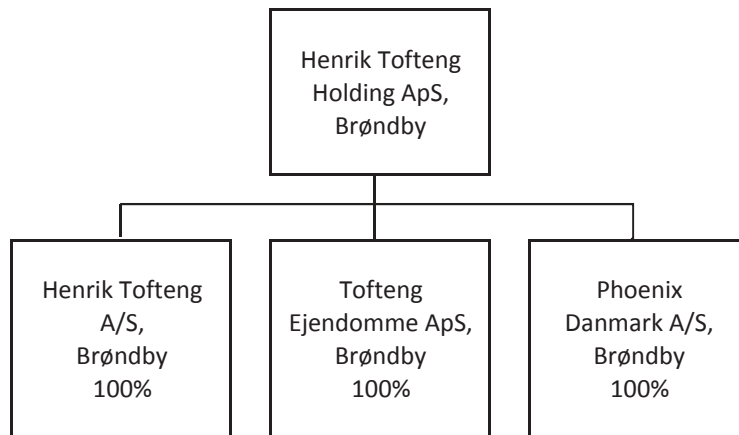 Henrik Tofteng
Holding ApS,
Brøndby
Henrik Tofteng
A/S,
Brøndby
100%
Tofteng
Ejendomme ApS,
Brøndby
100%
Phoenix
Danmark A/S,
Brøndby
100%